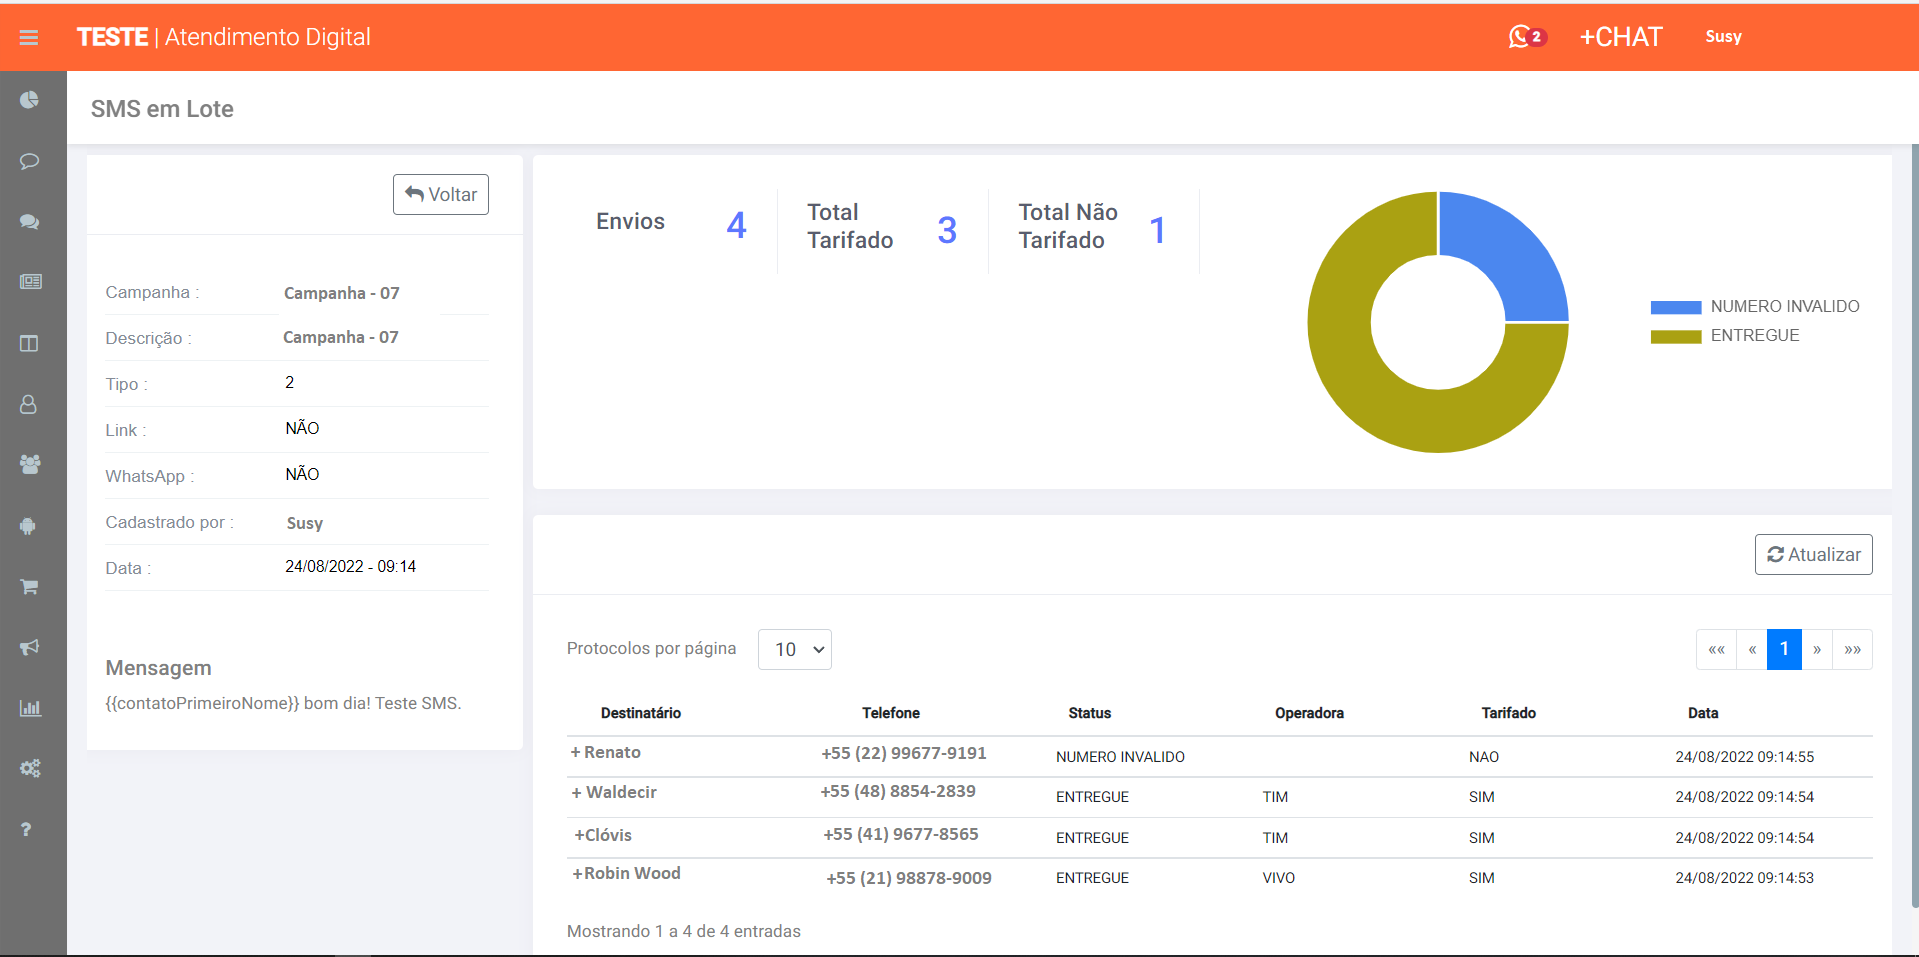 TESTE | Atendimento Digital
2
+CHAT
Susy
SMS em Lote
Voltar
Campanha : Campanha - 07
Descrição : Campanha - 07
Tipo : 2
Link : NÃO
WhatsApp : NÃO
Cadastrado por : Susy
Data : 24/08/2022 - 09:14
Mensagem
{{contatoPrimeiroNome}} bom dia! Teste SMS.
Envios 4
Total Tarifado 3
Total Não Tarifado 1
NUMERO INVALIDO
ENTREGUE
Atualizar
Protocolos por página 10
«« « 1 » »»
Destinatário Telefone Status Operadora Tarifado Data
+ Renato +55 (22) 99677-9191 NUMERO INVALIDO NAO 24/08/2022 09:14:55
+ Waldecir +55 (48) 8854-2839 ENTREGUE TIM SIM 24/08/2022 09:14:54
+Clóvis +55 (41) 9677-8565 ENTREGUE TIM SIM 24/08/2022 09:14:54
+Robin Wood +55 (21) 98878-9009 ENTREGUE VIVO SIM 24/08/2022 09:14:53
Mostrando 1 a 4 de 4 entradas
?